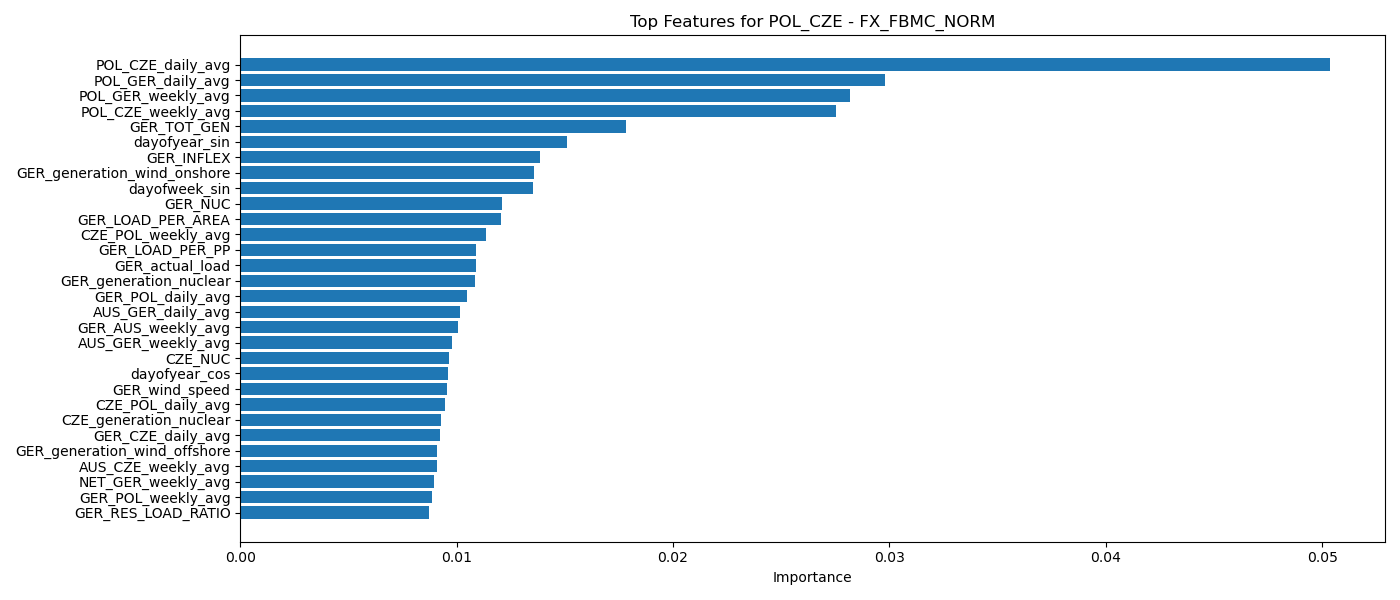 Top Features for POL_CZE - FX_FBMC_NORM
POL_CZE_daily_avg
POL_GER_daily_avg
POL_GER_weekly_avg
POL_CZE_weekly_avg
GER_TOT_GEN
dayofyear_sin
GER_INFLEX
GER_generation_wind_onshore
dayofweek_sin
GER_NUC
GER_LOAD_PER_AREA
CZE_POL_weekly_avg
GER_LOAD_PER_PP
GER_actual_load
GER_generation_nuclear
GER_POL_daily_avg
AUS_GER_daily_avg
GER_AUS_weekly_avg
AUS_GER_weekly_avg
CZE_NUC
dayofyear_cos
GER_wind_speed
CZE_POL_daily_avg
CZE_generation_nuclear
GER_CZE_daily_avg
GER_generation_wind_offshore
AUS_CZE_weekly_avg
NET_GER_weekly_avg
GER_POL_weekly_avg
GER_RES_LOAD_RATIO
0.00 0.01 0.02 0.03 0.04 0.05
Importance